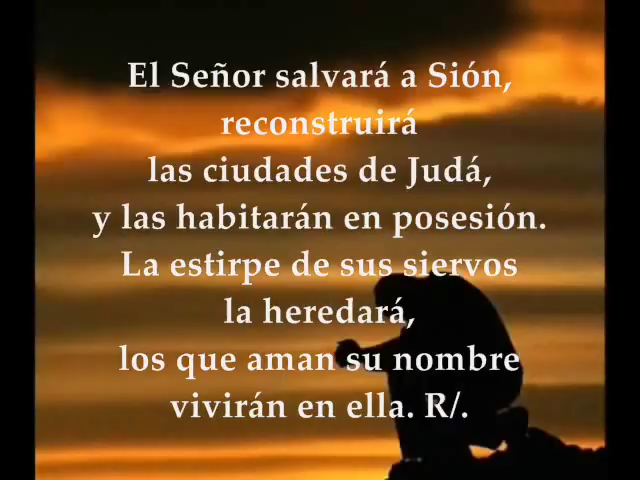 El Señor salvará a Sión,
reconstruirá
las ciudades de Judá,
y las habitarán en posesión.
La estirpe de sus siervos
la heredará,
los que aman su nombre
vivirán en ella. R/.